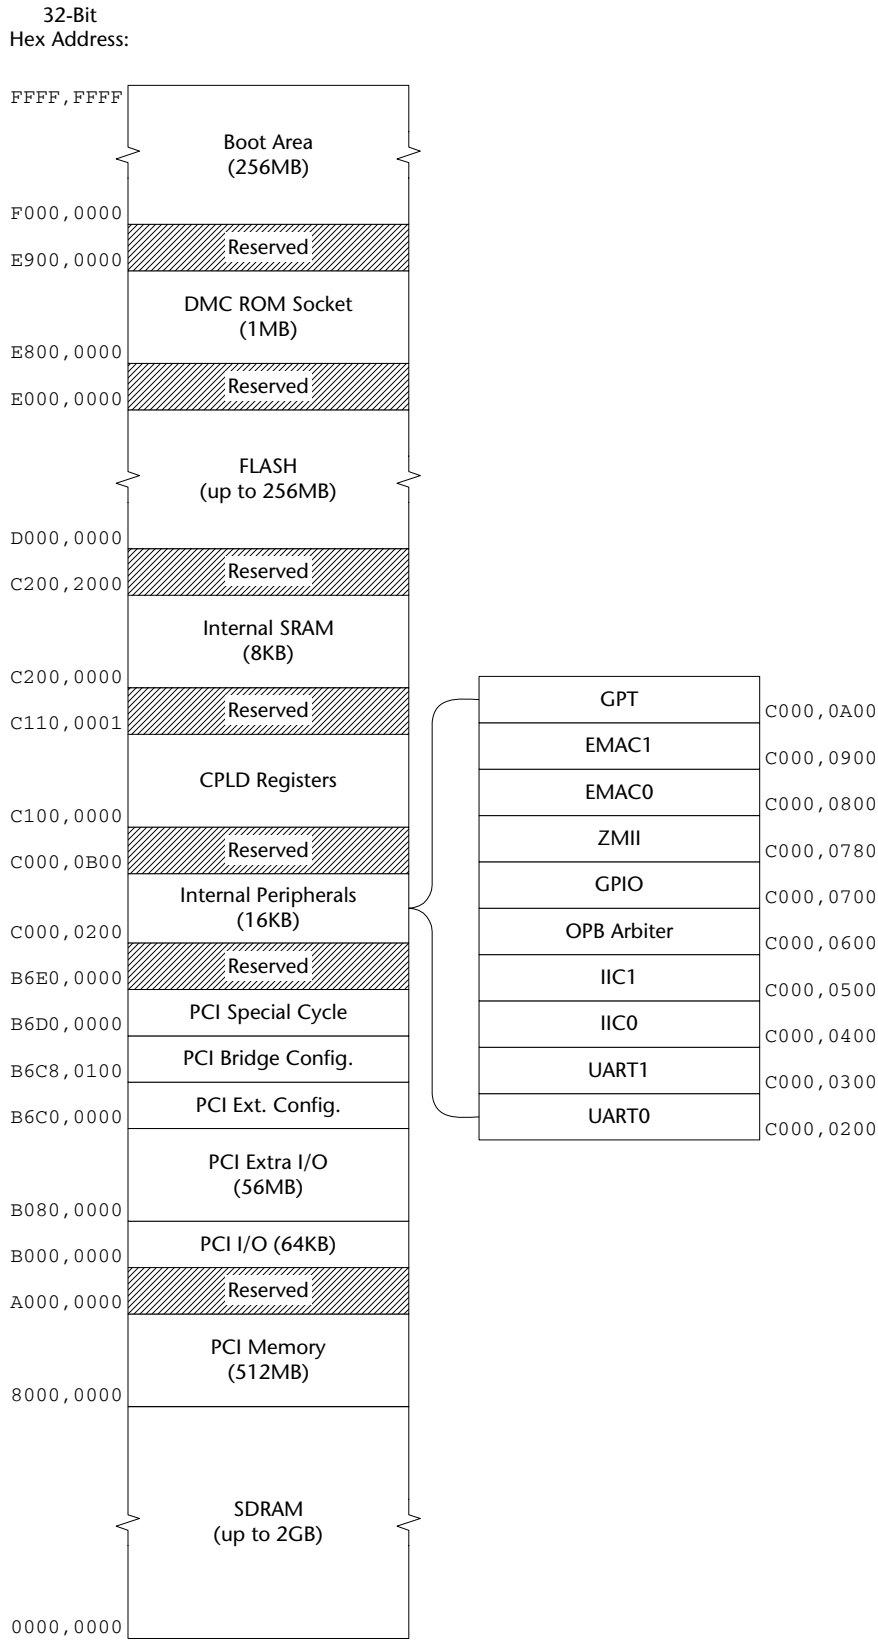 32-Bit
Hex Address:
FFFF,FFFF
Boot Area
(256MB)
F000,0000
Reserved
E900,0000
DMC ROM Socket
(1MB)
E800,0000
Reserved
E000,0000
FLASH
(up to 256MB)
D000,0000
Reserved
C200,2000
Internal SRAM
(8KB)
C200,0000
Reserved
C110,0001
CPLD Registers
C100,0000
Reserved
C000,0B00
Internal Peripherals
(16KB)
C000,0200
Reserved
B6E0,0000
PCI Special Cycle
B6D0,0000
PCI Bridge Config.
B6C8,0100
PCI Ext. Config.
B6C0,0000
PCI Extra I/O
(56MB)
B080,0000
PCI I/O (64KB)
B000,0000
Reserved
A000,0000
PCI Memory
(512MB)
8000,0000
SDRAM
(up to 2GB)
0000,0000
GPT
C000,0A00
EMAC1
C000,0900
EMAC0
C000,0800
ZMII
C000,0780
GPIO
C000,0700
OPB Arbiter
C000,0600
IIC1
C000,0500
IIC0
C000,0400
UART1
C000,0300
UART0
C000,0200